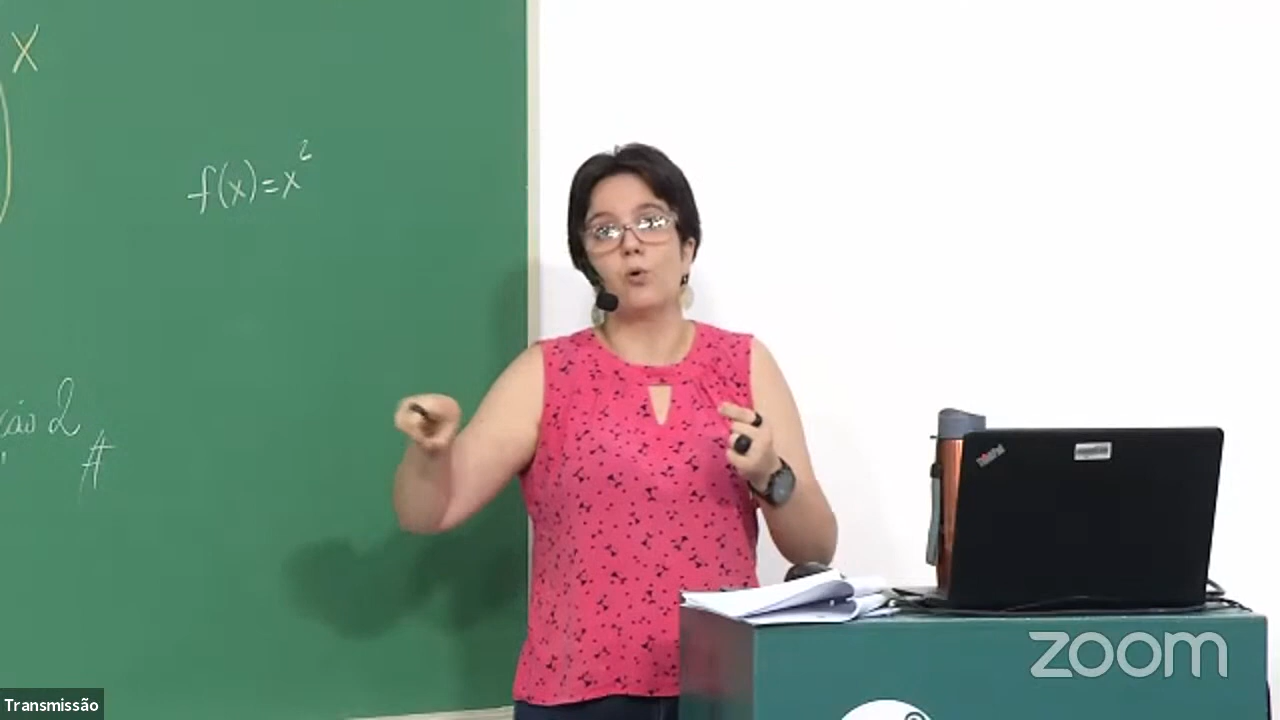 X
f(x)=x²
ção 2
#
ThinkPad
zoom
Transmissão